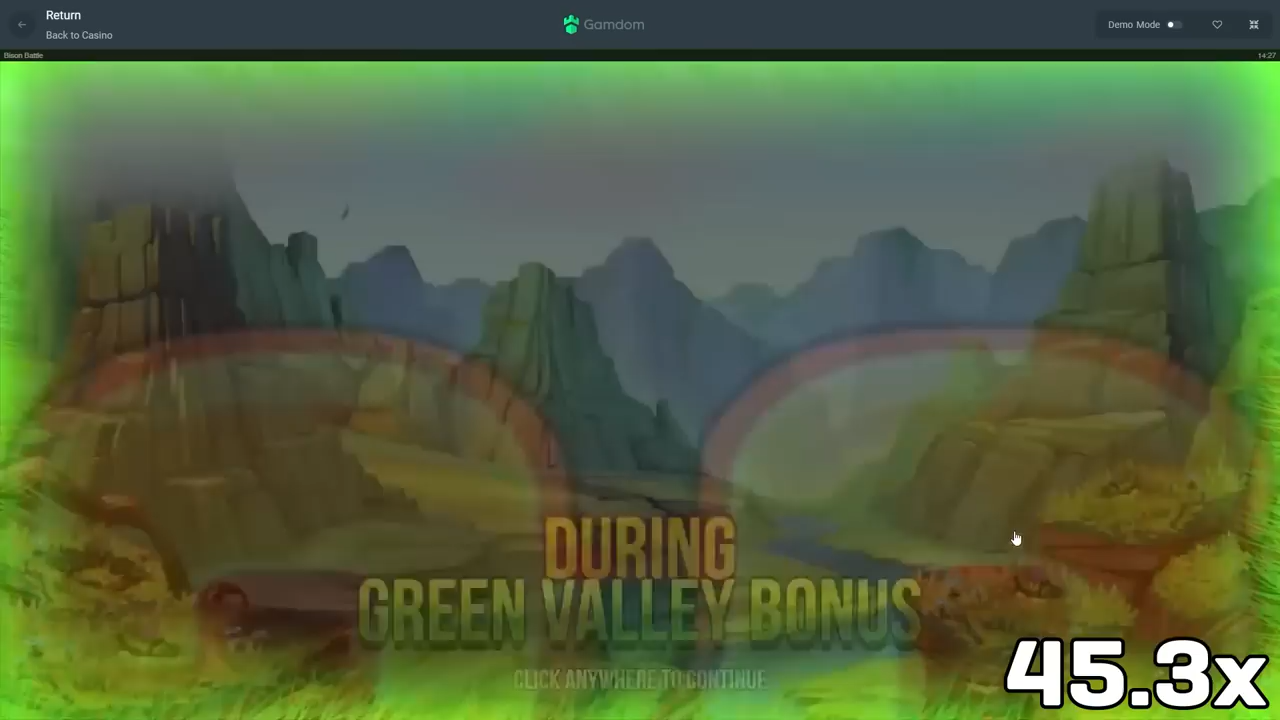 Return
Back to Casino
Gamdom
Demo Mode
Bison Battle
14:27
DURING
GREEN VALLEY BONUS
CLICK ANYWHERE TO CONTINUE
45.3x